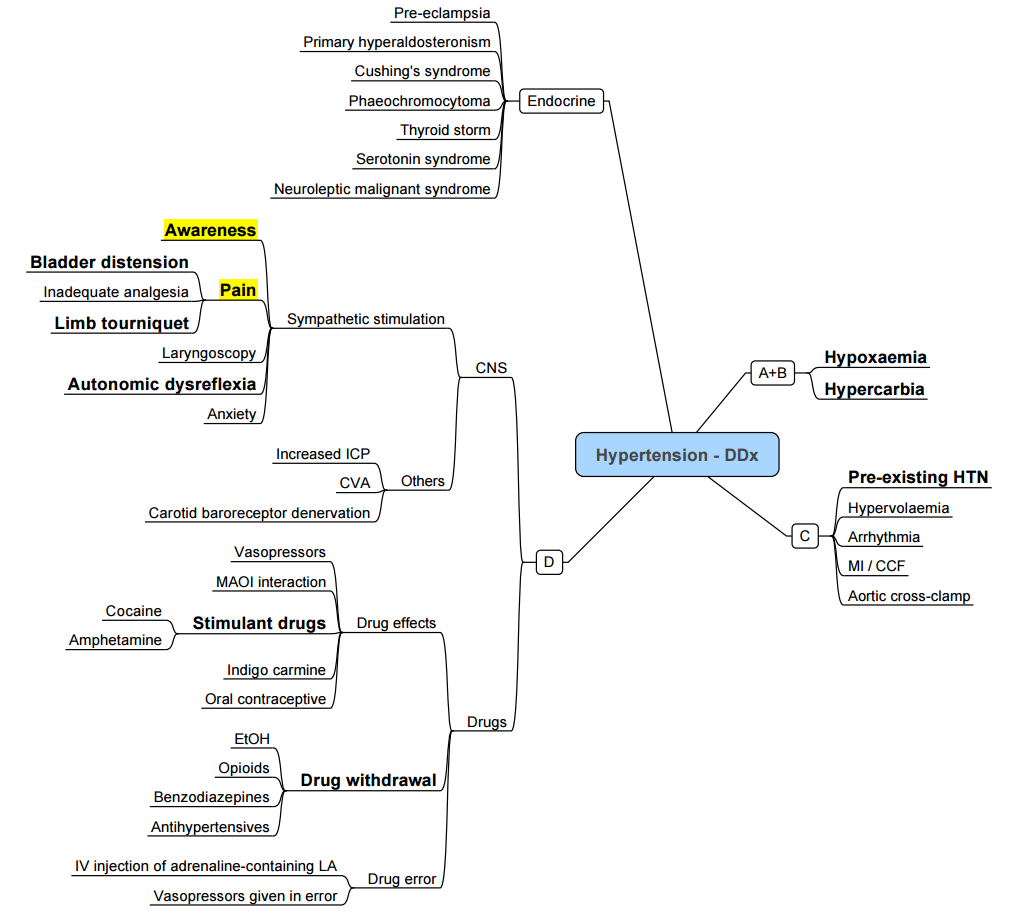 Pre-eclampsia
Primary hyperaldosteronism
Cushing's syndrome
Phaeochromocytoma
Endocrine
Thyroid storm
Serotonin syndrome
Neuroleptic malignant syndrome
Awareness
Bladder distension
Inadequate analgesia
Pain
Limb tourniquet
Sympathetic stimulation
Laryngoscopy
Autonomic dysreflexia
Anxiety
CNS
Increased ICP
CVA
Others
Carotid baroreceptor denervation
Hypoxaemia
A+B
Hypercarbia
Hypertension - DDx
Pre-existing HTN
Hypervolaemia
C
Arrhythmia
MI / CCF
Aortic cross-clamp
D
Vasopressors
MAOI interaction
Cocaine
Stimulant drugs
Drug effects
Amphetamine
Indigo carmine
Oral contraceptive
Drugs
EtOH
Opioids
Drug withdrawal
Benzodiazepines
Antihypertensives
IV injection of adrenaline-containing LA
Drug error
Vasopressors given in error